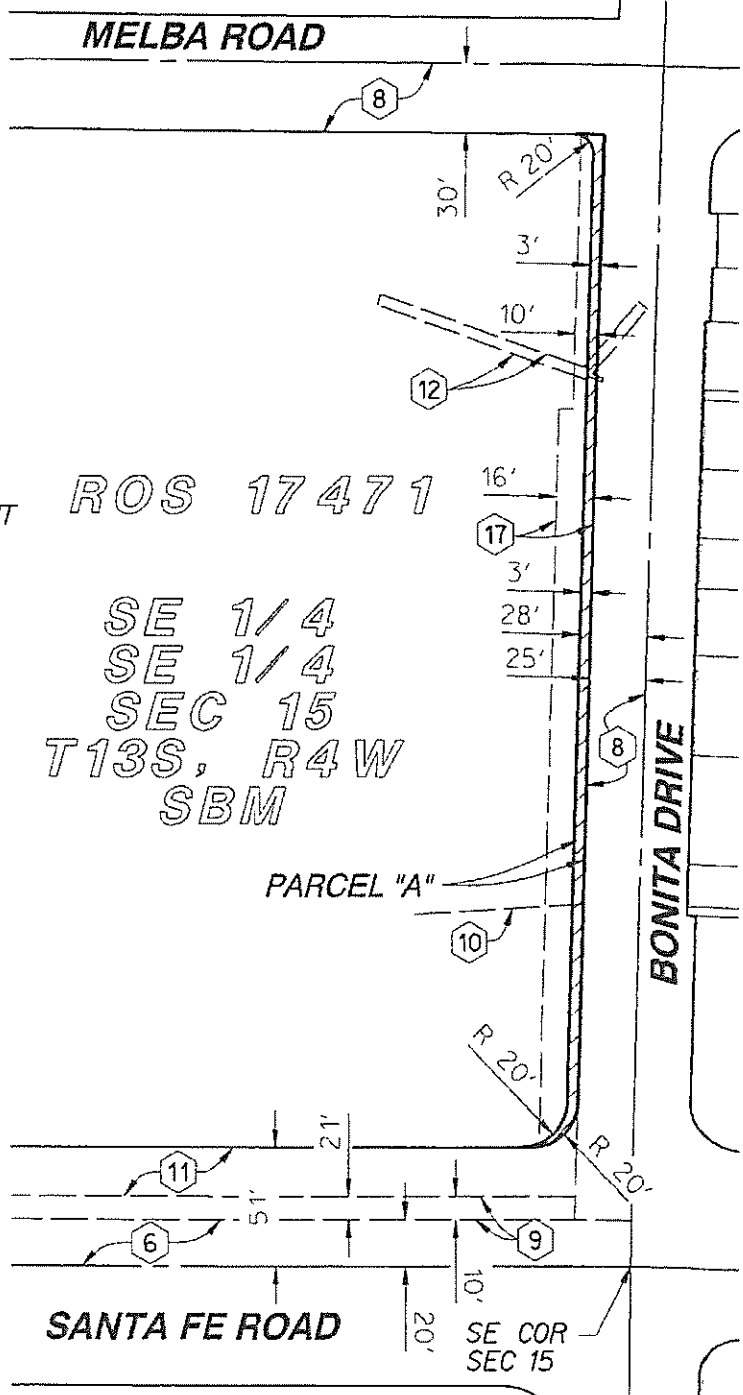 MELBA ROAD
8
R 20'
30'
3'
10'
12
ROS 17471
16'
17
SE 1/4
SE 1/4
SEC 15
T13S, R4W
SBM
3'
28'
25'
8
BONITA DRIVE
PARCEL "A"
10
R 20'
R 20'
21'
11
51'
6
9
10'
20'
SANTA FE ROAD
SE COR
SEC 15